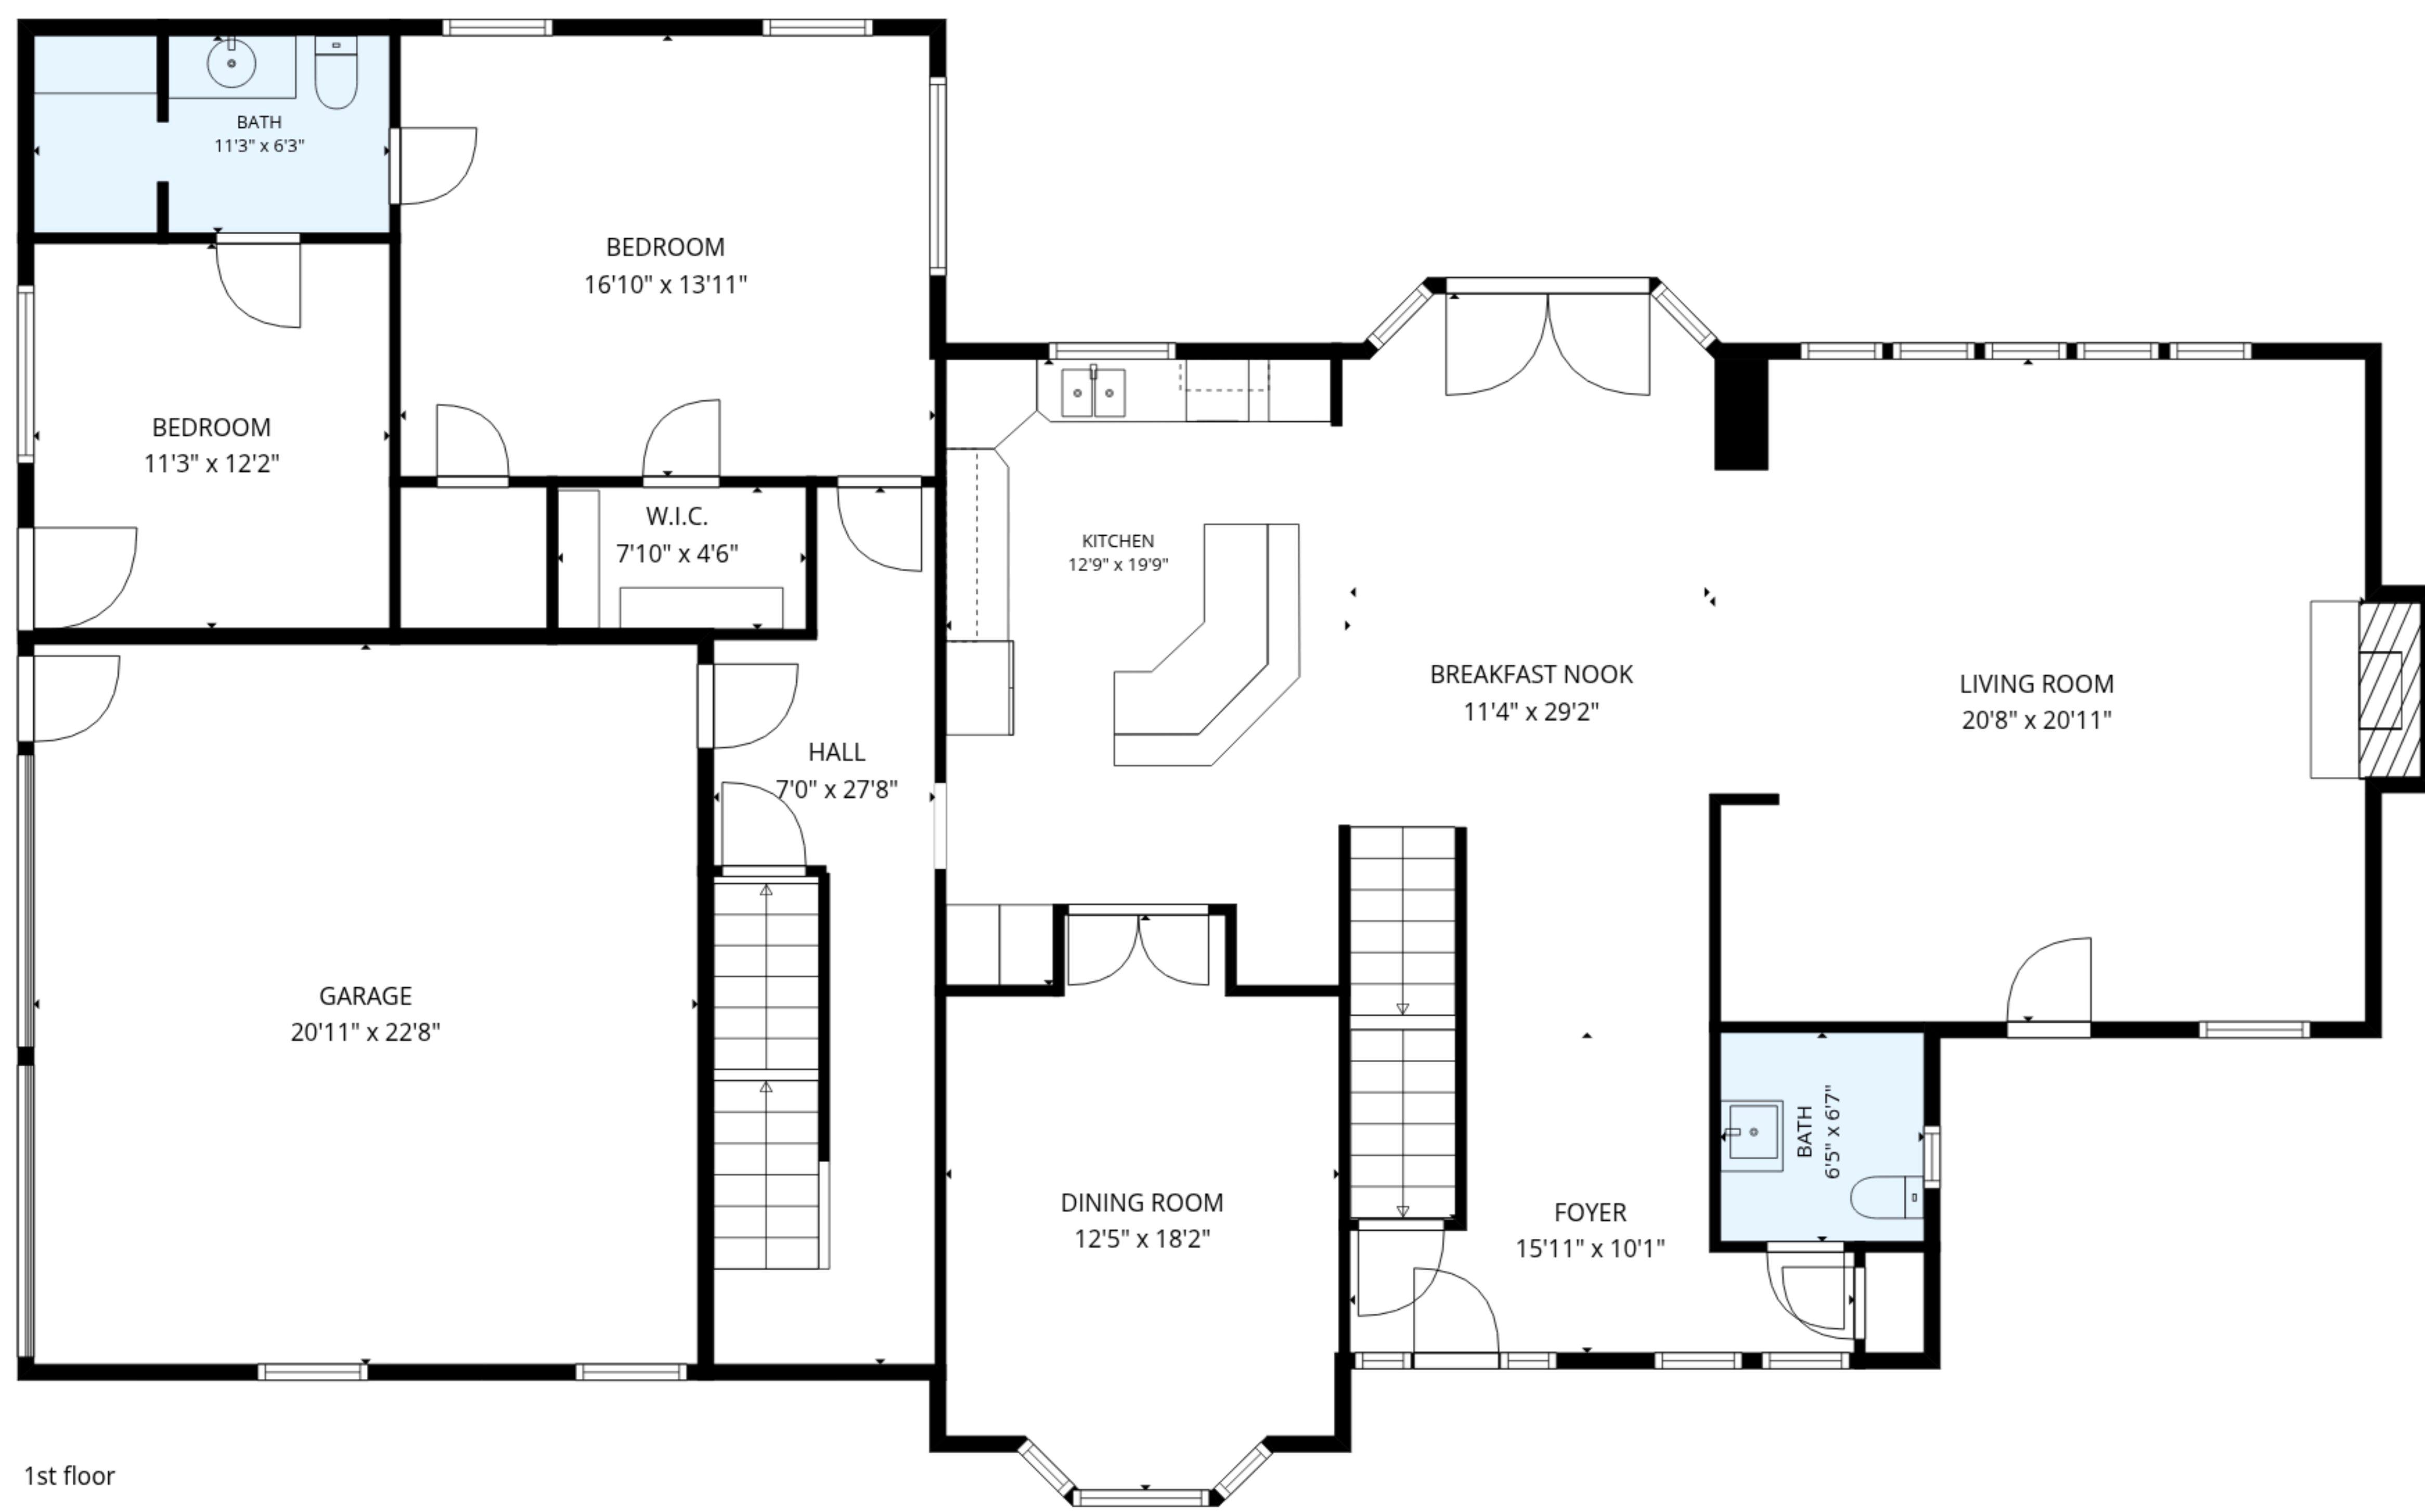 BATH
11'3" x 6'3"
BEDROOM
16'10" x 13'11"
BEDROOM
11'3" x 12'2"
W.I.C.
7'10" x 4'6"
KITCHEN
12'9" x 19'9"
BREAKFAST NOOK
11'4" x 29'2"
LIVING ROOM
20'8" x 20'11"
HALL
7'0" x 27'8"
GARAGE
20'11" x 22'8"
BATH
6'5" x 6'7"
DINING ROOM
12'5" x 18'2"
FOYER
15'11" x 10'1"
1st floor